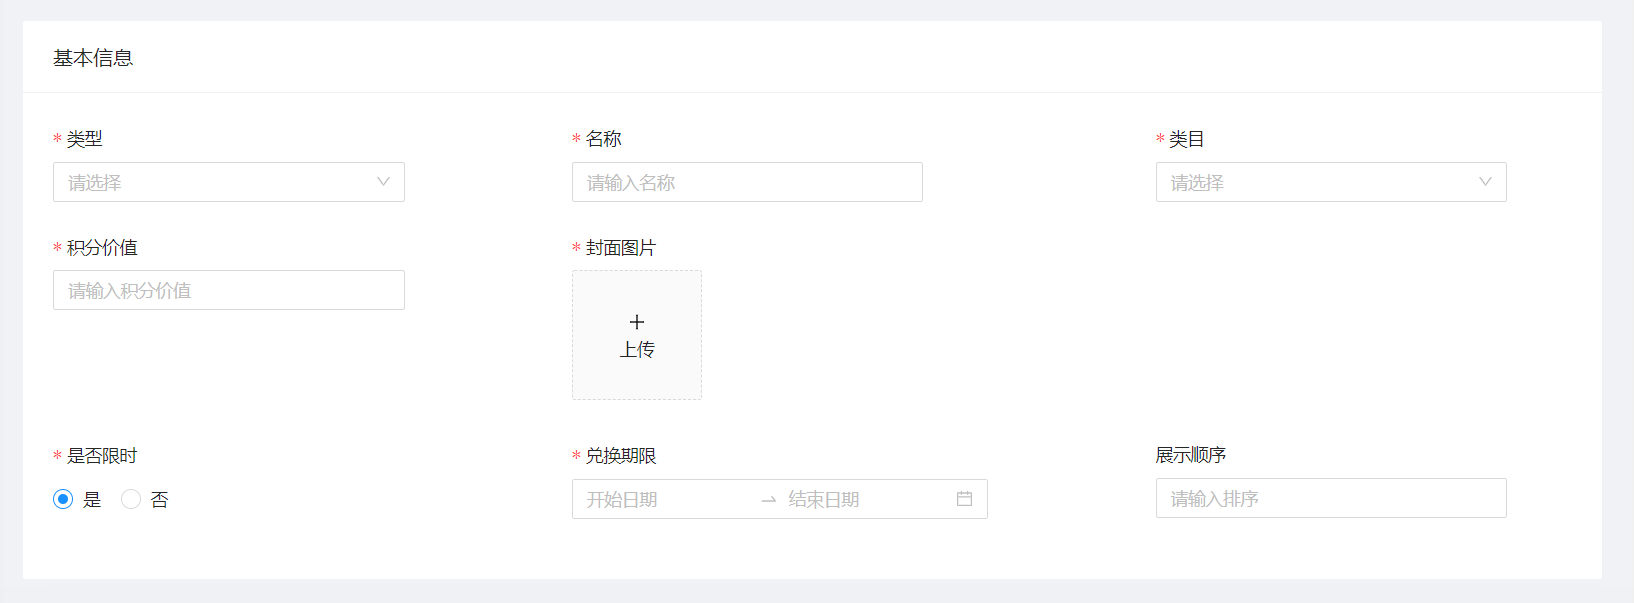 基本信息
* 类型
* 名称
* 类目
请选择
请输入名称
请选择
* 积分价值
* 封面图片
请输入积分价值
上传
* 是否限时
* 兑换期限
展示顺序
是 否
开始日期 → 结束日期
请输入排序